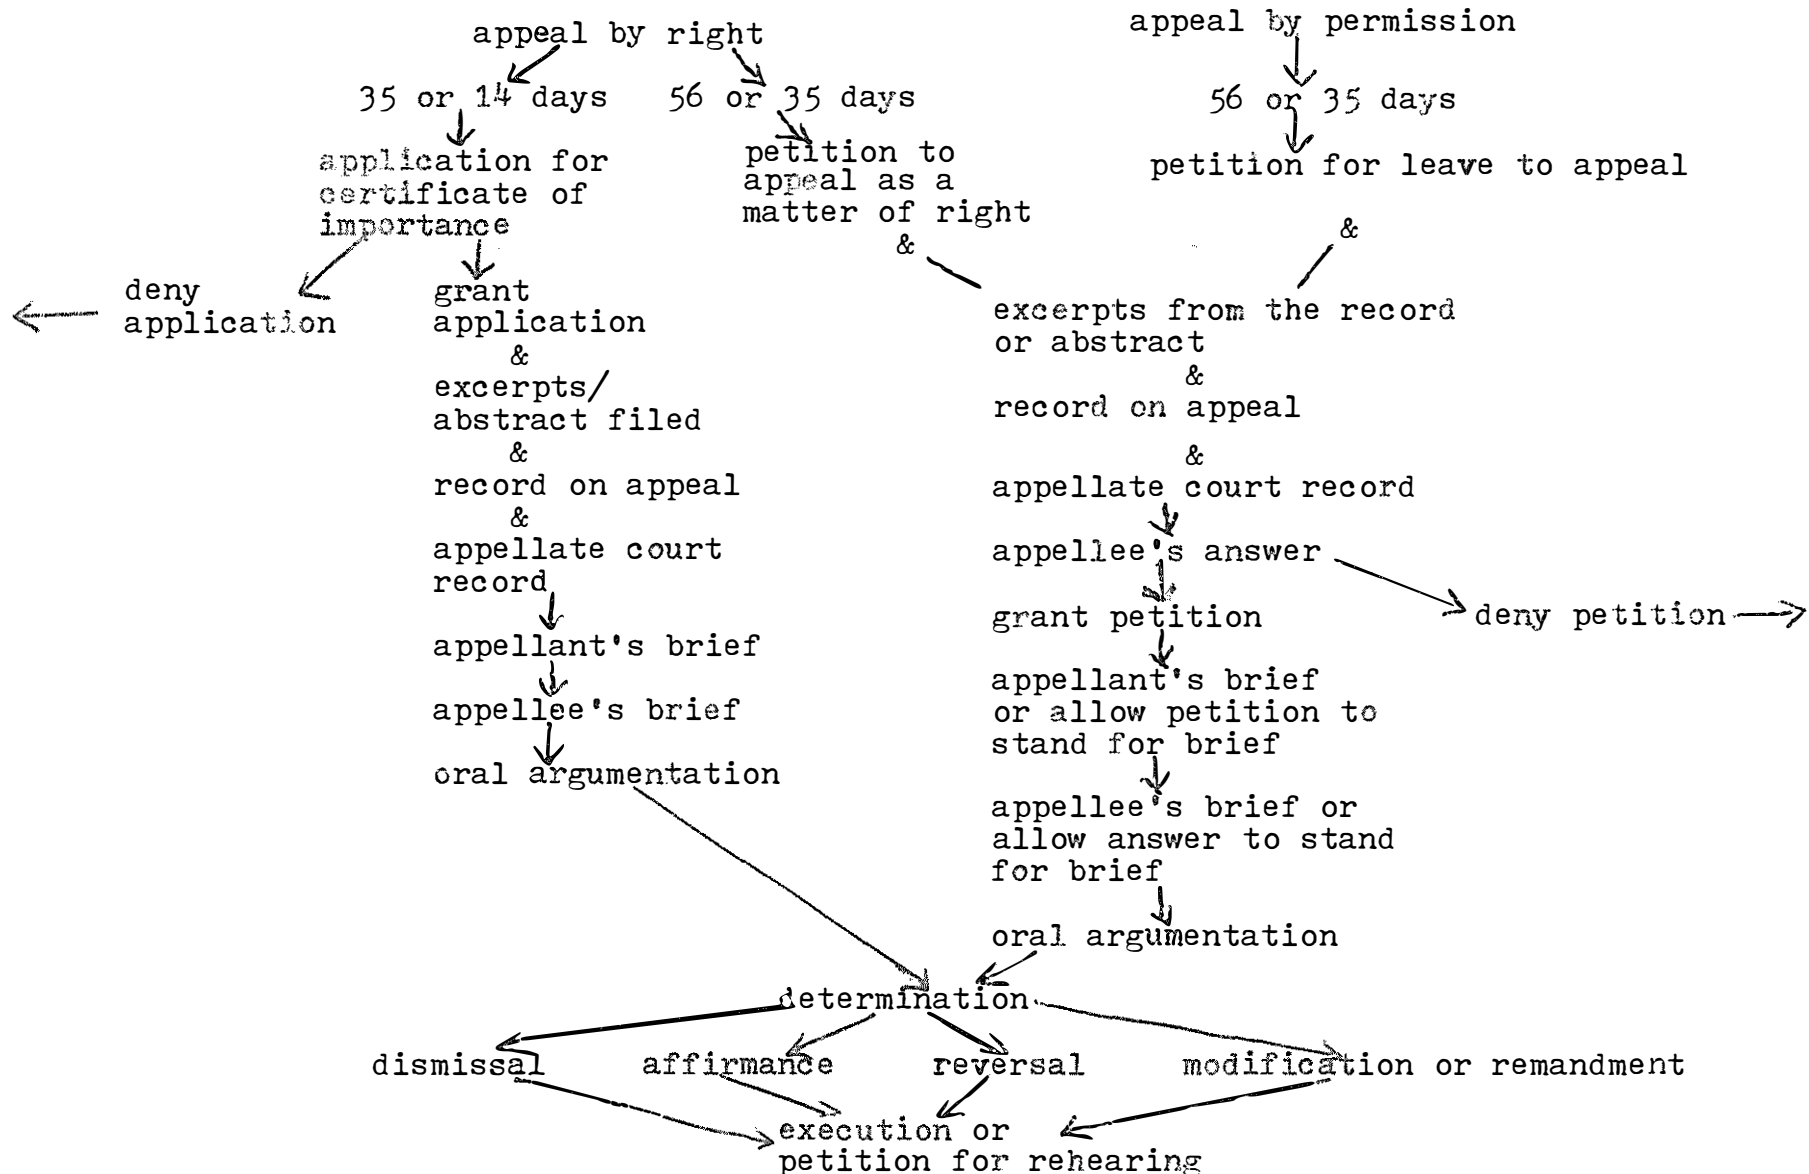 appeal by right
35 or 14 days
application for
certificate of
importance
deny
application
grant
application
&
excerpts/
abstract filed
&
record on appeal
&
appellate court
record
appellant's brief
appellee's brief
oral argumentation
56 or 35 days
petition to
appeal as a
matter of right
&
appeal by permission
56 or 35 days
petition for leave to appeal
&
excerpts from the record
or abstract
&
record on appeal
&
appellate court record
appellee's answer
grant petition
deny petition
appellant's brief
or allow petition to
stand for brief
appellee's brief or
allow answer to stand
for brief
oral argumentation
determination
dismissal
affirmance
reversal
modification or remandment
execution or
petition for rehearing